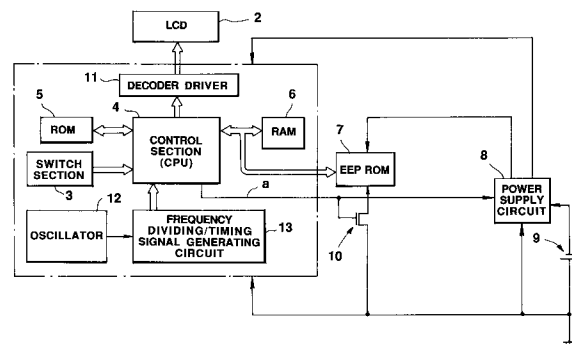 LCD
2
11
DECODER DRIVER
5
4
6
ROM
CONTROL
SECTION
(CPU)
RAM
7
SWITCH
SECTION
3
EEP ROM
8
POWER
SUPPLY
CIRCUIT
12
a
OSCILLATOR
FREQUENCY
DIVIDING/TIMING
SIGNAL GENERATING
CIRCUIT
13
10
9